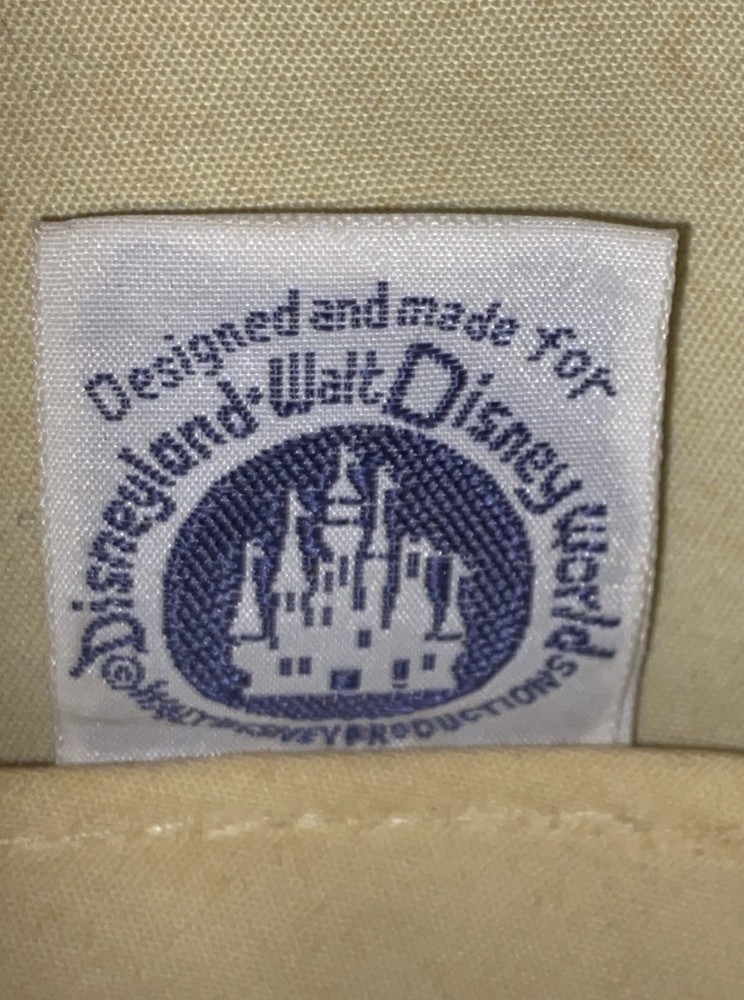 Designed and made for
Disneyland·Walt Disney World
© WALT DISNEY PRODUCTIONS